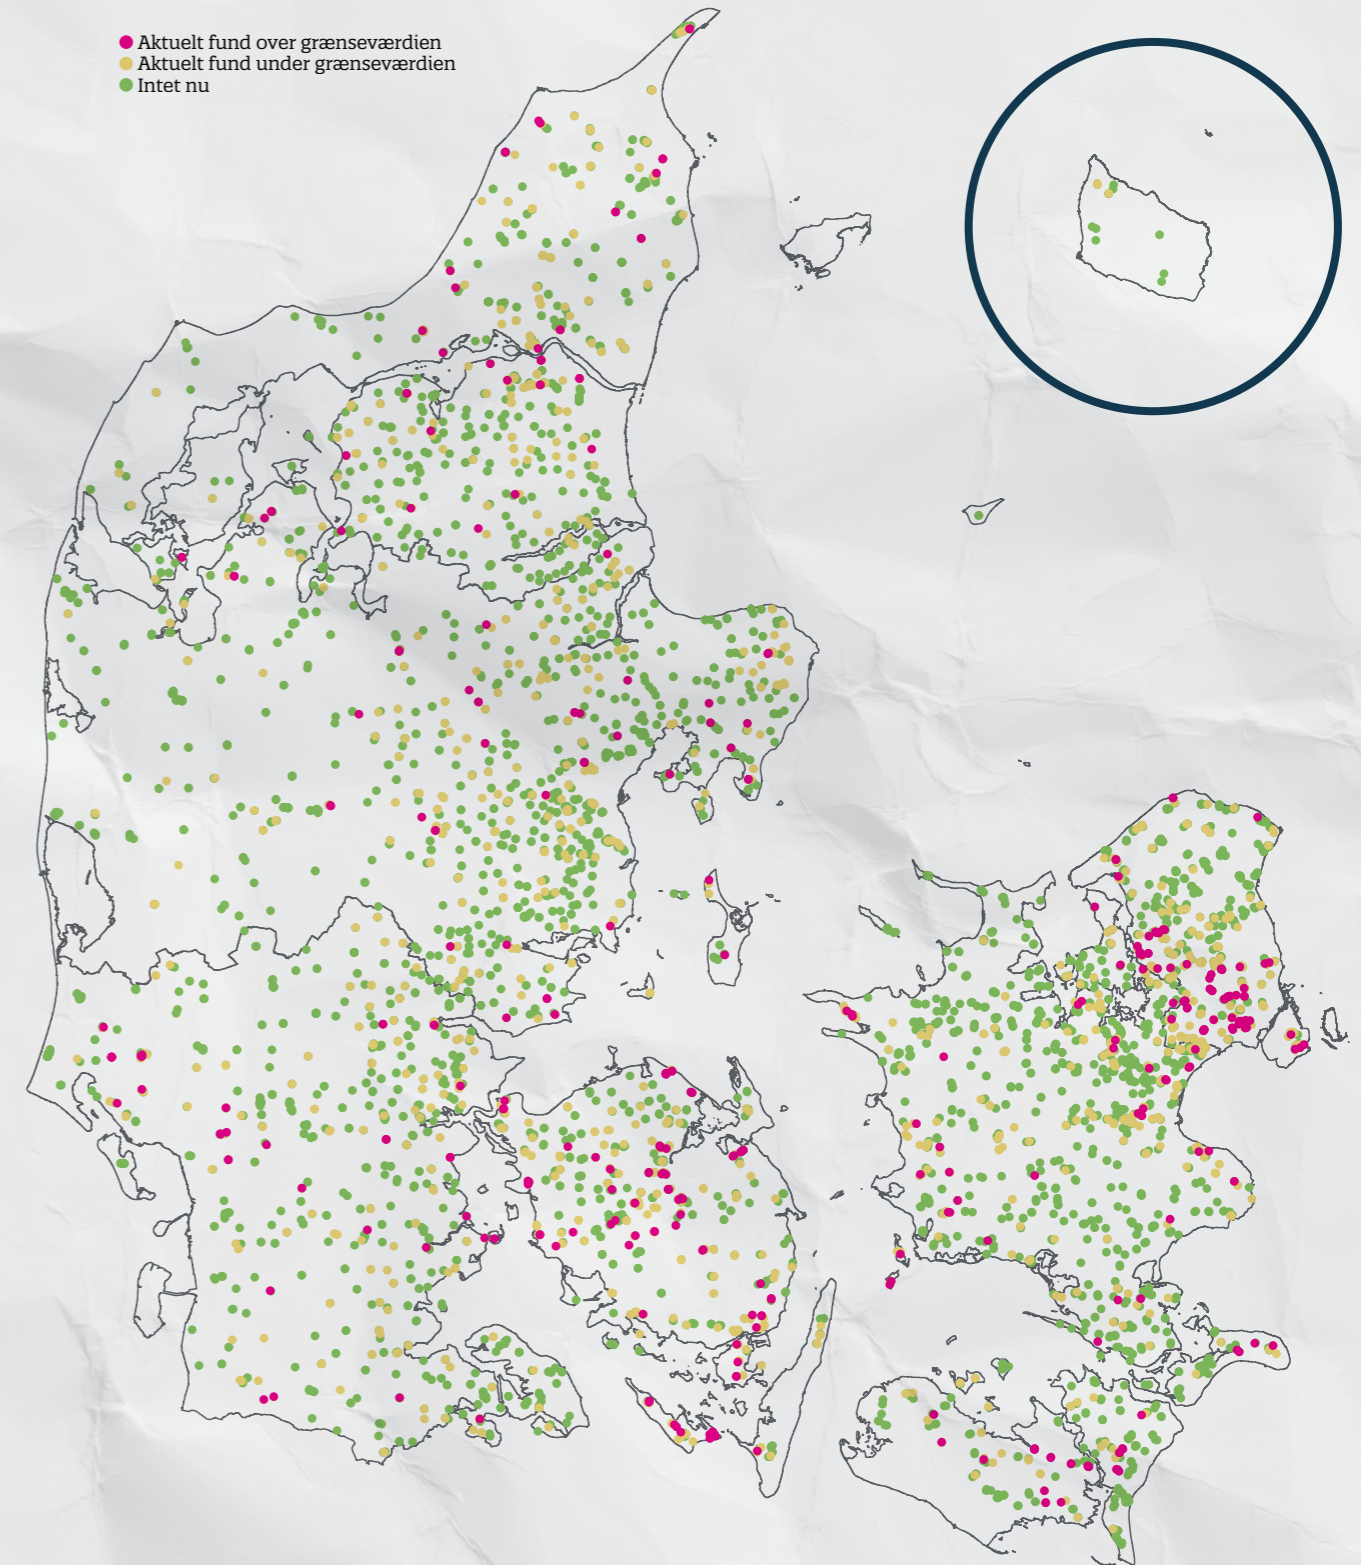 Aktuelt fund over grænseværdien
Aktuelt fund under grænseværdien
Intet nu